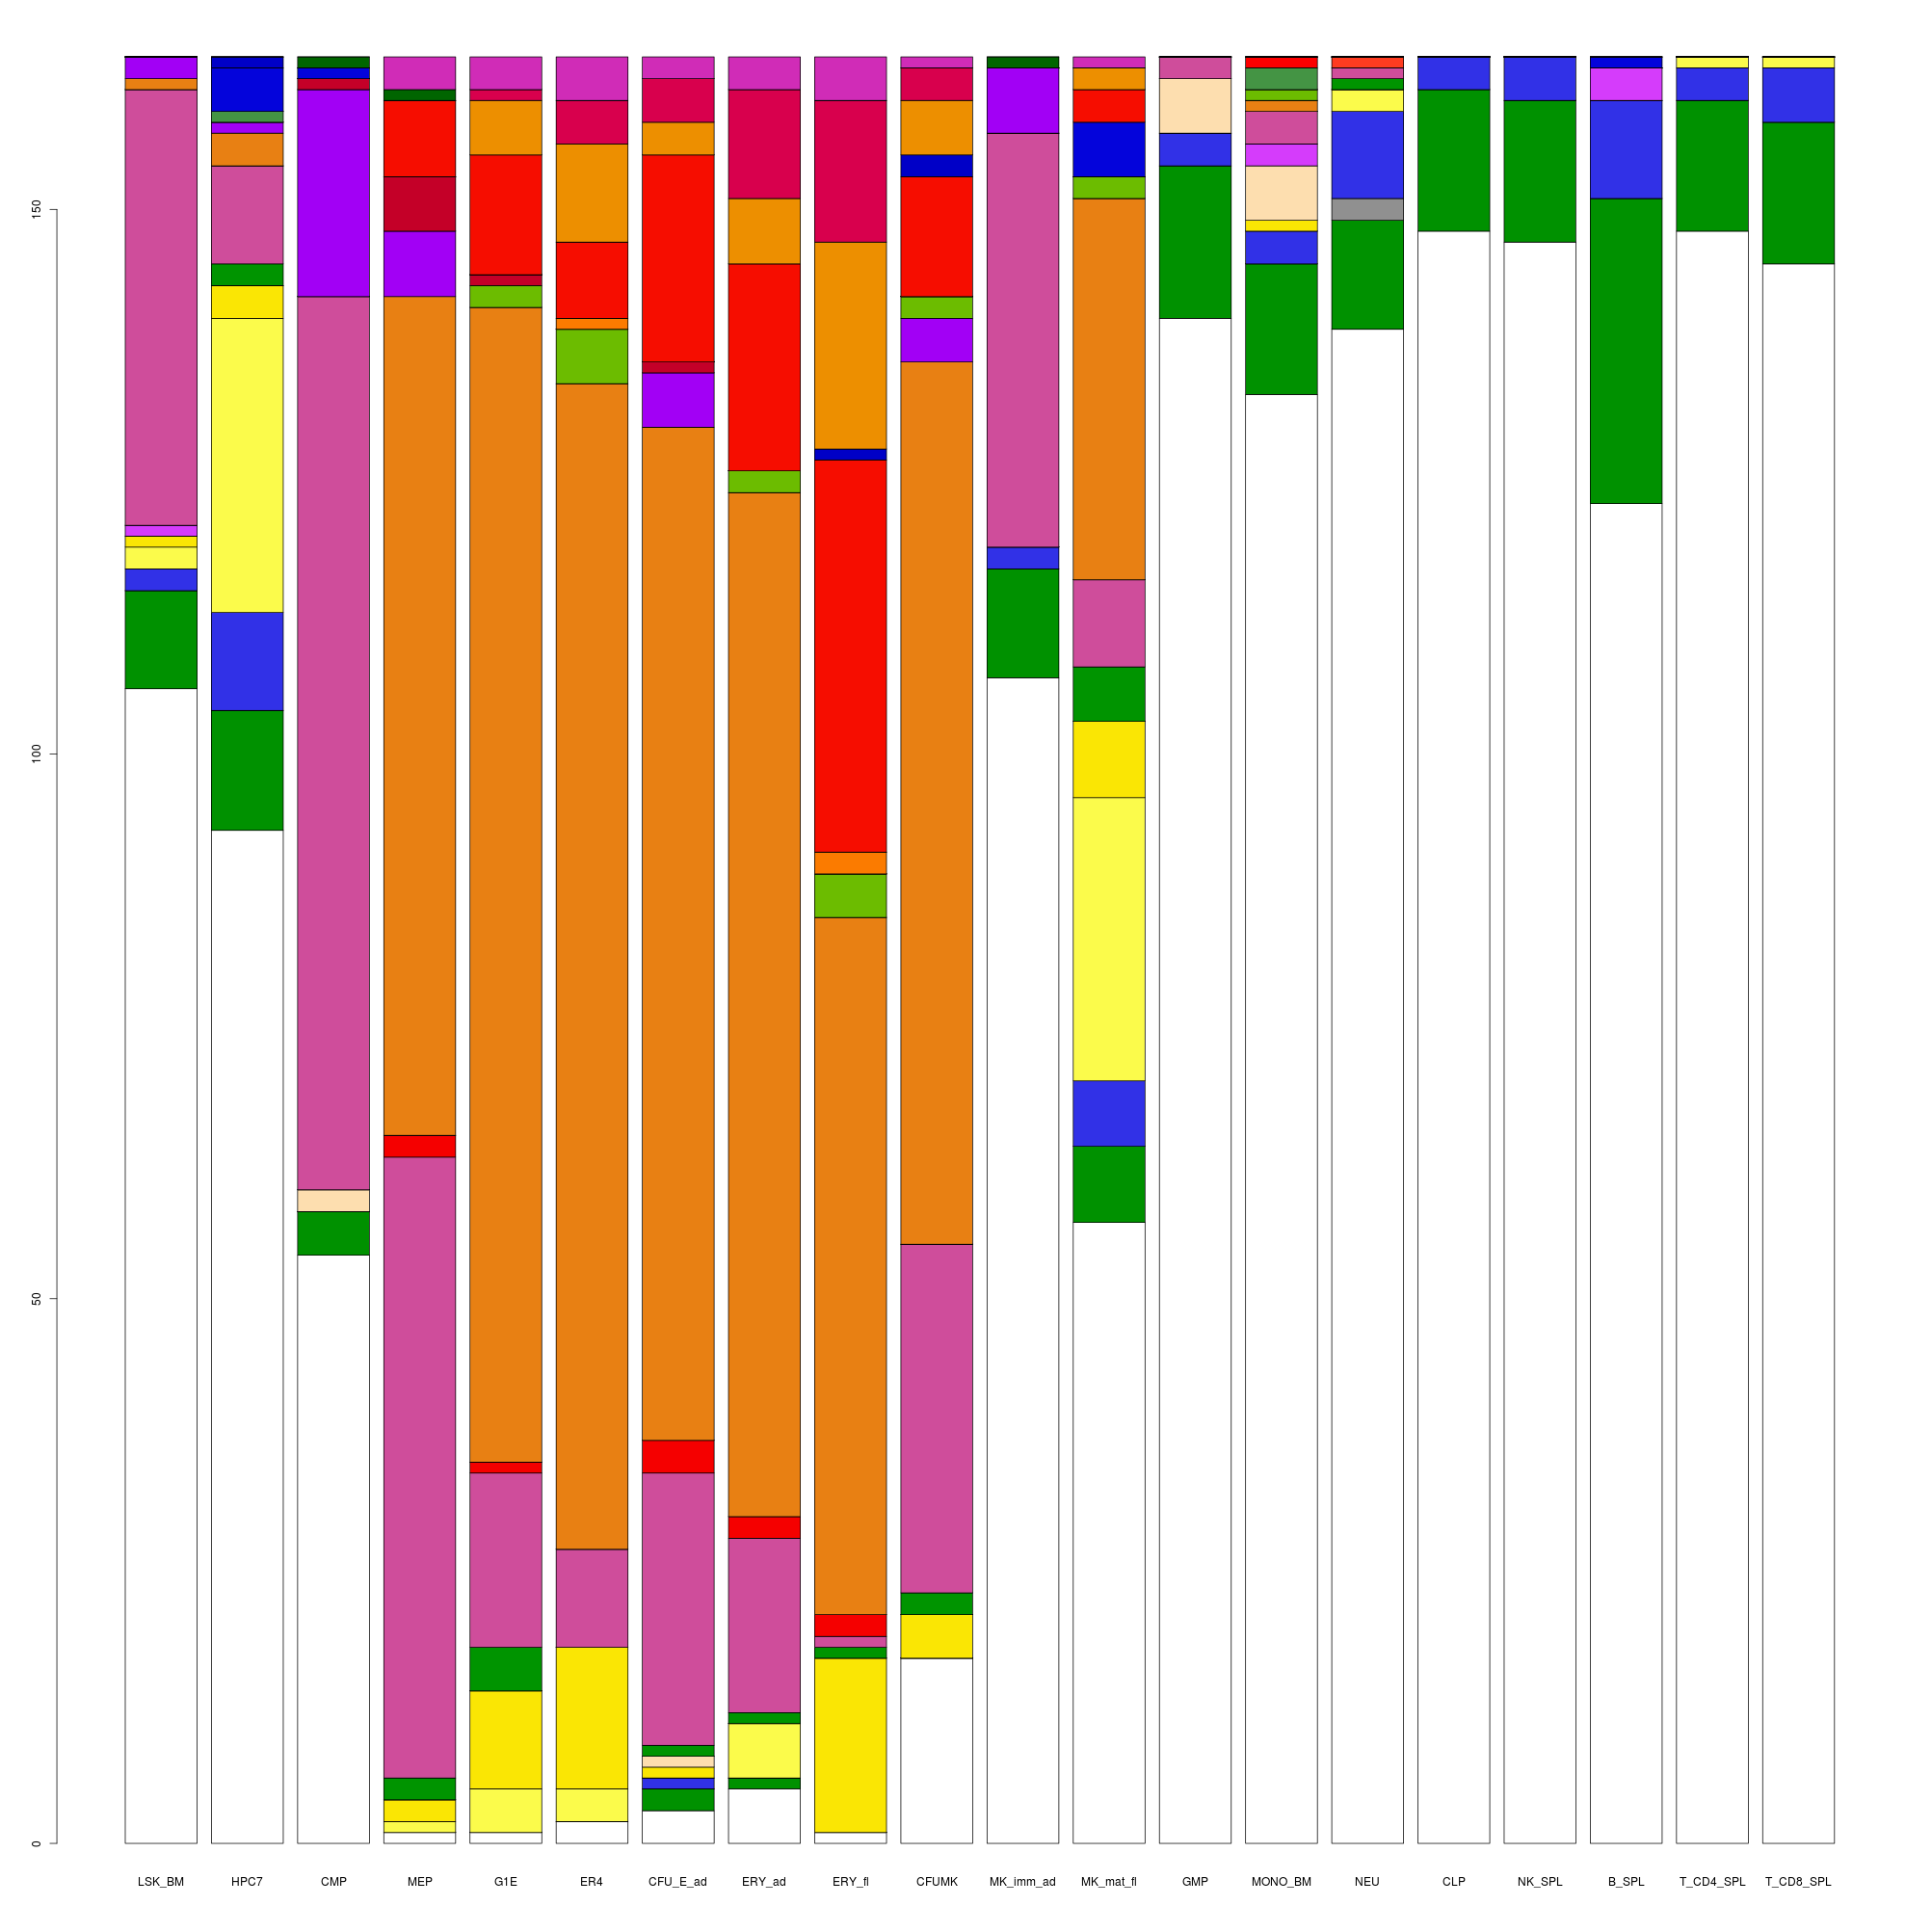 150
100
50
0
LSK_BM HPC7 CMP MEP G1E ER4 CFU_E_ad ERY_ad ERY_fl CFUMK MK_imm_ad MK_mat_fl GMP MONO_BM NEU CLP NK_SPL B_SPL T_CD4_SPL T_CD8_SPL